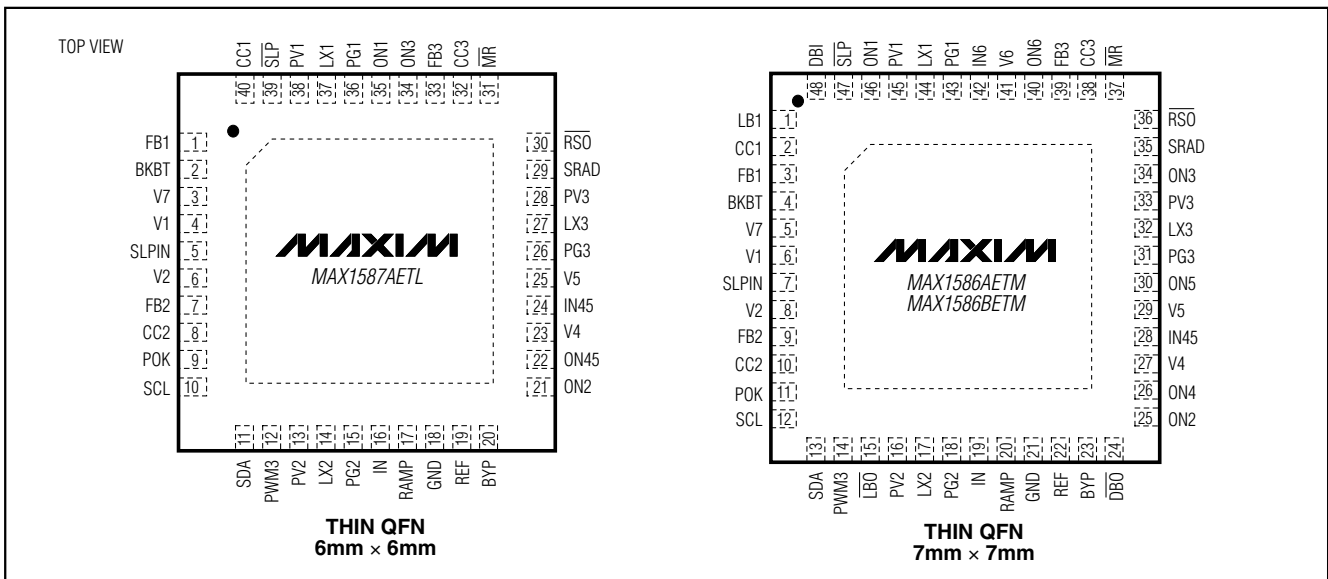 TOP VIEW
CC1 SLP PV1 LX1 PG1 ON1 ON3 FB3 CC3 MR
40 39 38 37 36 35 34 33 32 31
FB1 1
BKBT 2
V7 3
V1 4
SLPIN 5
V2 6
FB2 7
CC2 8
POK 9
SCL 10
MAXIM
MAX1587AETL
30 RSO
29 SRAD
28 PV3
27 LX3
26 PG3
25 V5
24 IN45
23 V4
22 ON45
21 ON2
11 12 13 14 15 16 17 18 19 20
SDA PWM3 PV2 LX2 PG2 IN RAMP GND REF BYP
THIN QFN
6mm × 6mm
DBI SLP ON1 PV1 LX1 PG1 IN6 V6 ON6 FB3 CC3 MR
48 47 46 45 44 43 42 41 40 39 38 37
LB1 1
CC1 2
FB1 3
BKBT 4
V7 5
V1 6
SLPIN 7
V2 8
FB2 9
CC2 10
POK 11
SCL 12
MAXIM
MAX1586AETM
MAX1586BETM
36 RSO
35 SRAD
34 ON3
33 PV3
32 LX3
31 PG3
30 ON5
29 V5
28 IN45
27 V4
26 ON4
25 ON2
13 14 15 16 17 18 19 20 21 22 23 24
SDA PWM3 LBO PV2 LX2 PG2 IN RAMP GND REF BYP DBO
THIN QFN
7mm × 7mm